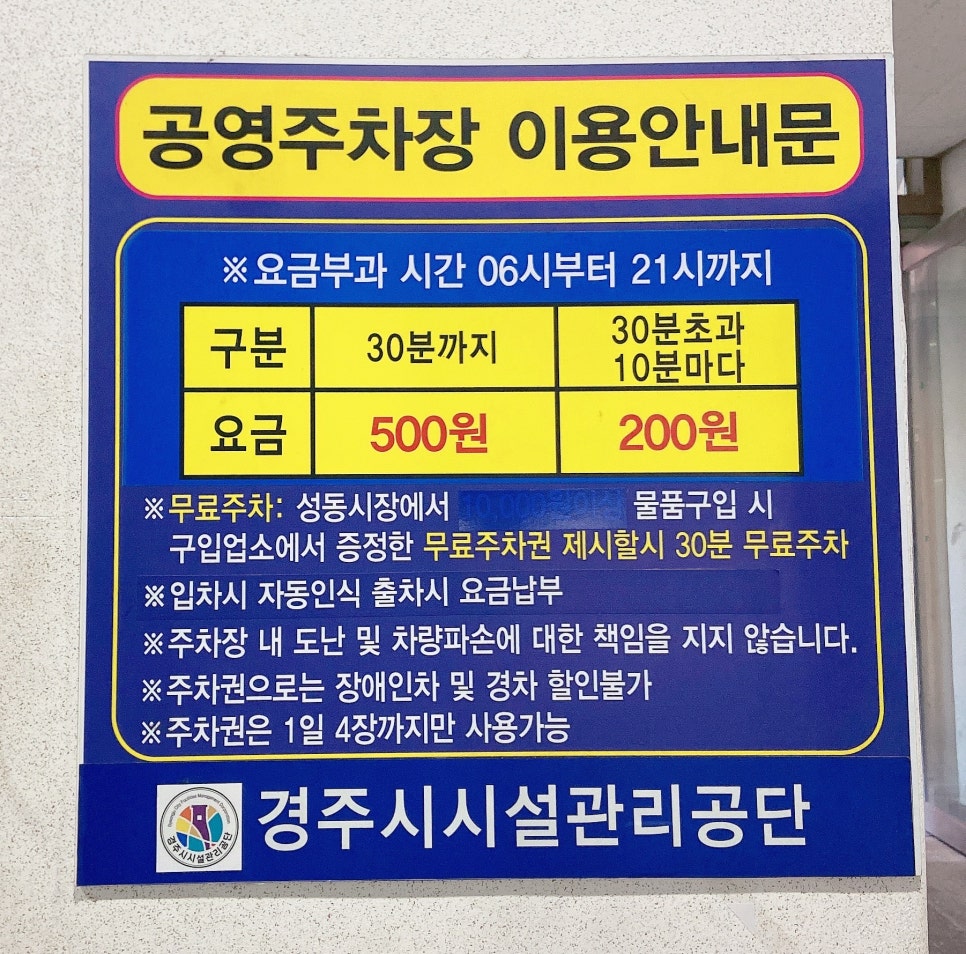 공영주차장 이용안내문
※요금부과 시간 06시부터 21시까지
구분 30분까지 30분초과 10분마다
요금 500원 200원
※무료주차: 성동시장에서 물품구입 시
구입업소에서 증정한 무료주차권 제시할시 30분 무료주차
※입차시 자동인식 출차시 요금납부
※주차장 내 도난 및 차량파손에 대한 책임을 지지 않습니다.
※주차권으로는 장애인차 및 경차 할인불가
※주차권은 1일 4장까지만 사용가능
경주시시설관리공단
경주시시설관리공단